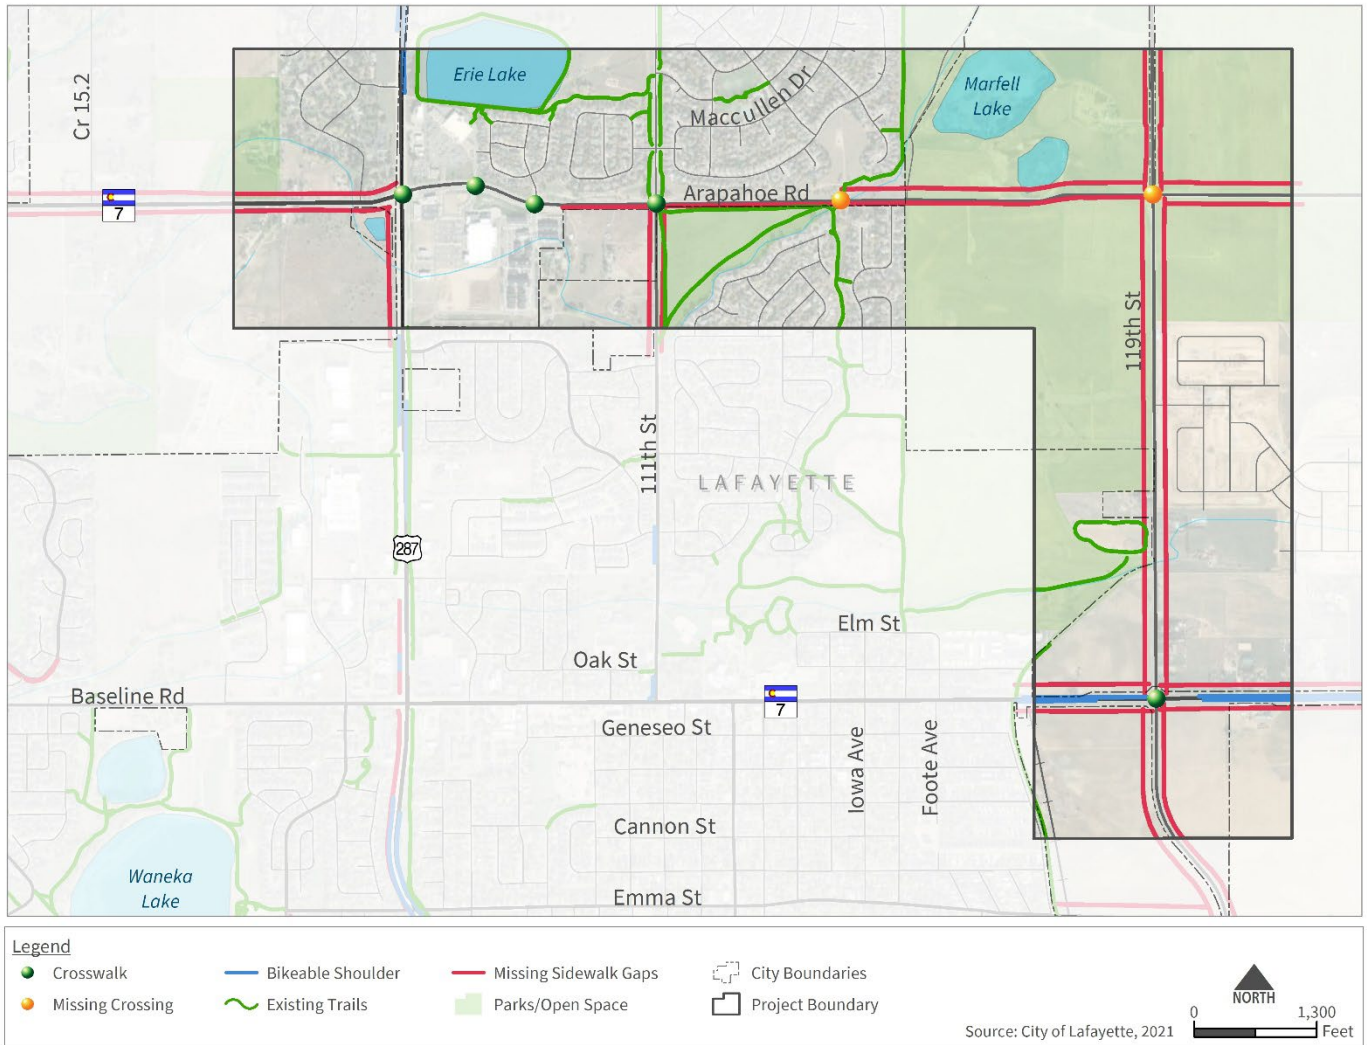 Erie Lake
Marfell
Lake
Cr 15.2
Maccullen Dr
Arapahoe Rd
7
119th St
111th St
LAFAYETTE
287
Elm St
Oak St
Baseline Rd
7
Geneseo St
Iowa Ave
Foote Ave
Cannon St
Waneka
Lake
Emma St
Legend
Crosswalk
Bikeable Shoulder
Missing Sidewalk Gaps
City Boundaries
Missing Crossing
Existing Trails
Parks/Open Space
Project Boundary
NORTH
0 1,300
Feet
Source: City of Lafayette, 2021